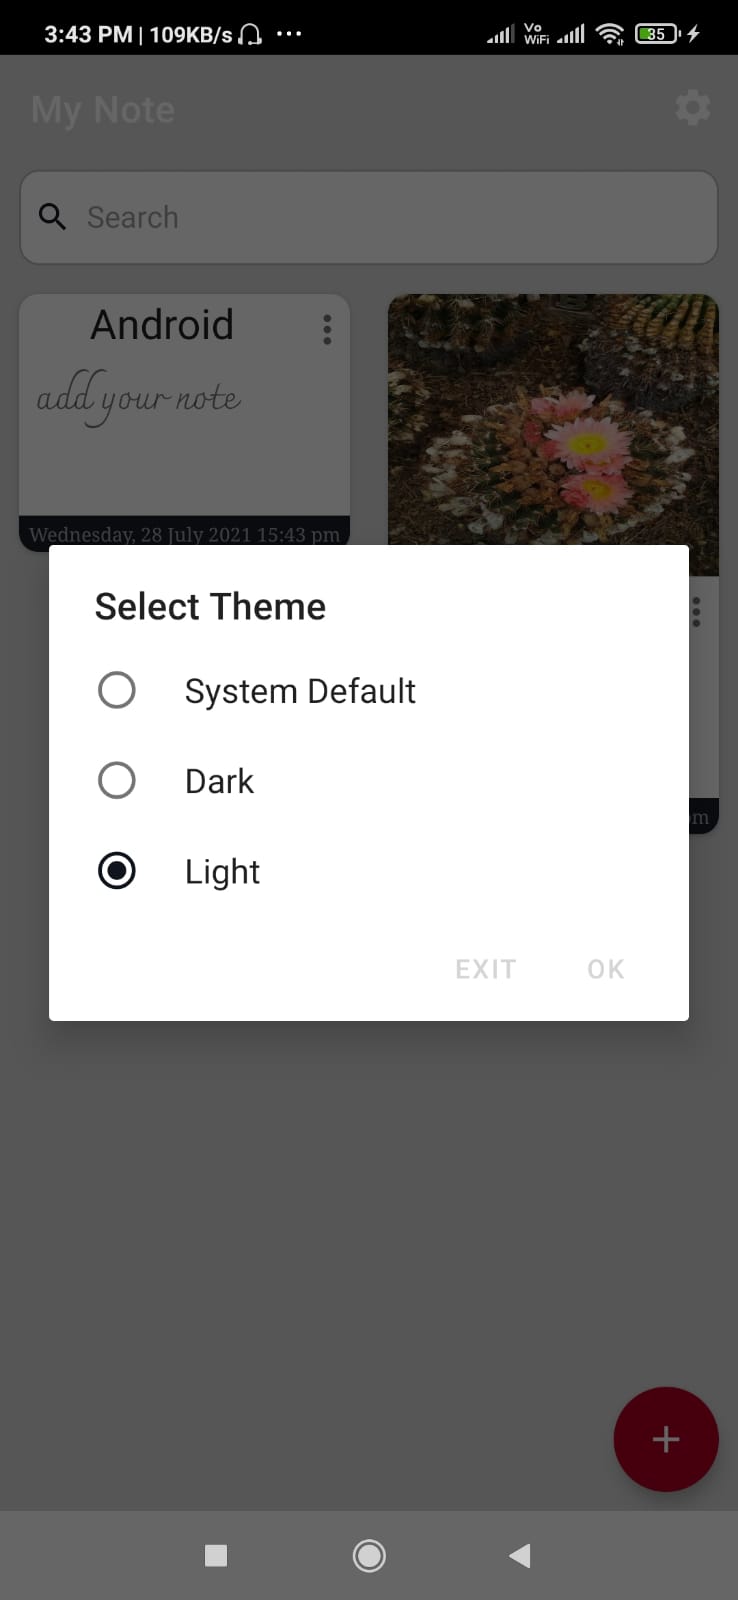 3:43 PM | 109KB/s ...
Vo
WiFi
35
My Note
Search
Android
add your note
Wednesday, 28 July 2021 15:43 pm
Select Theme
System Default
Dark
pm
Light
EXIT OK